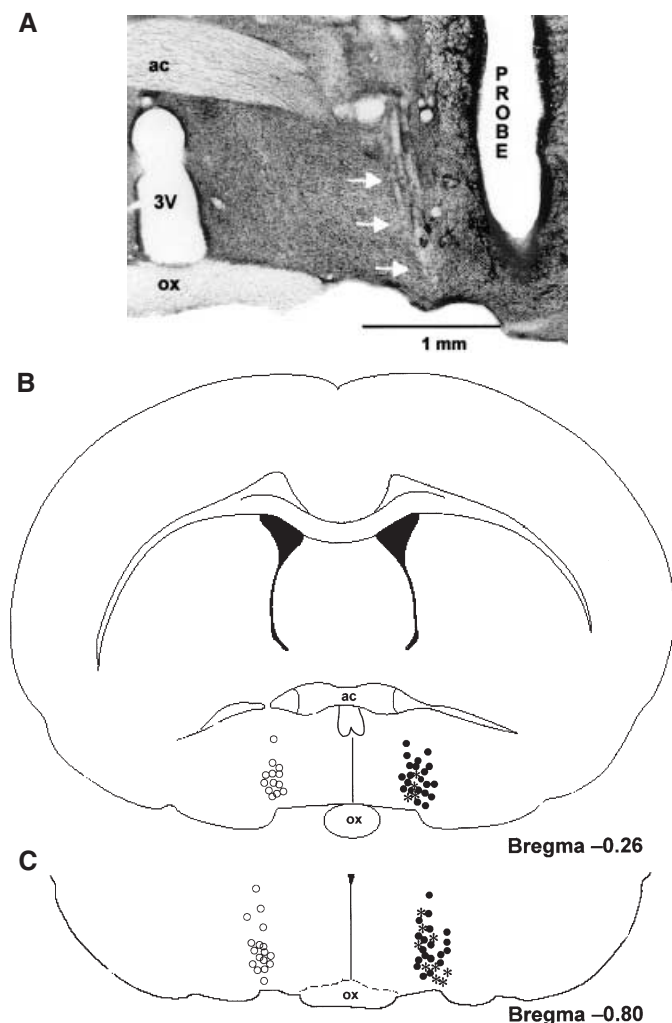 A
ac
PROBE
3V
ox
1 mm
B
ac
ox
Bregma –0.26
C
ox
Bregma –0.80